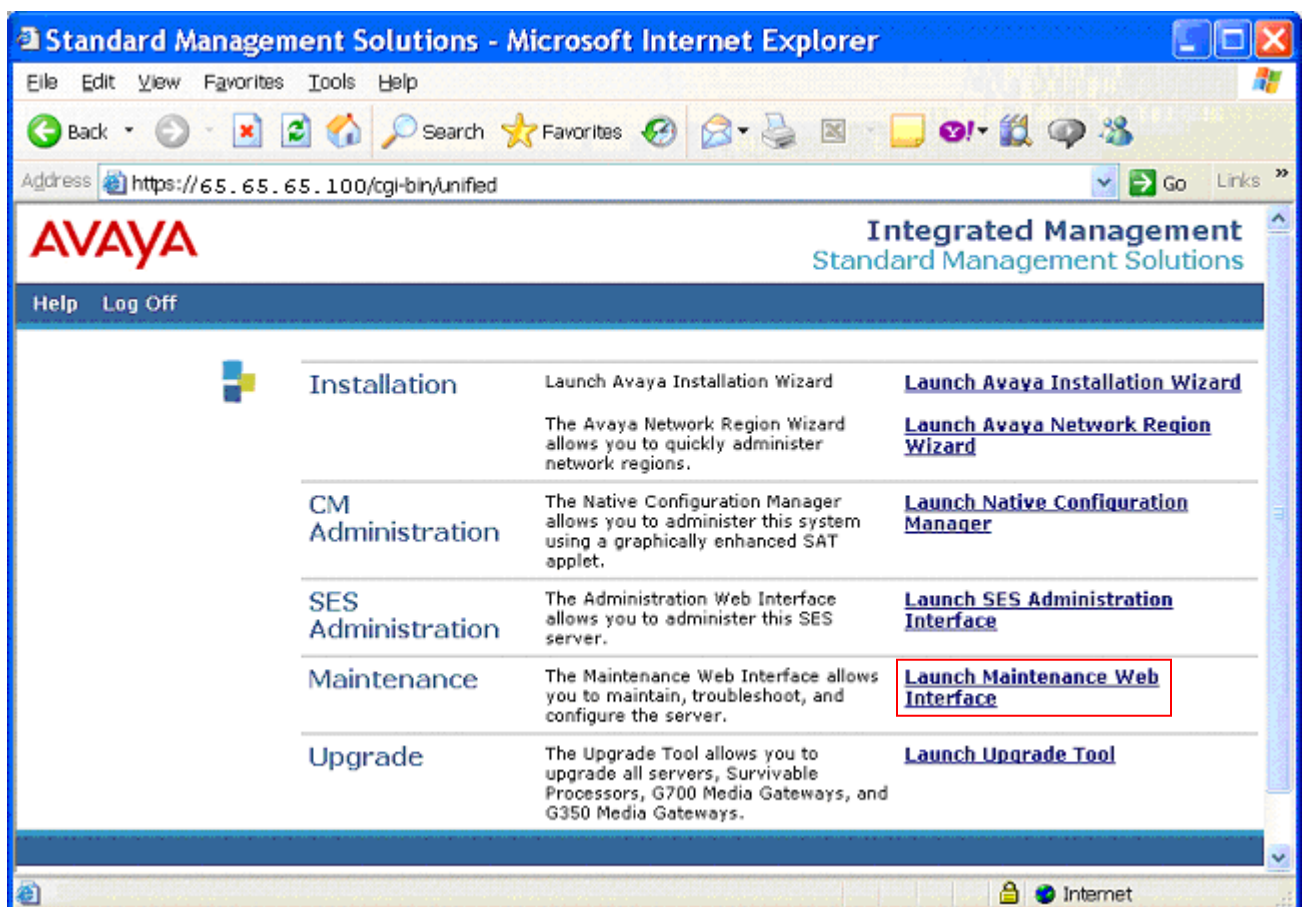 Standard Management Solutions - Microsoft Internet Explorer
File Edit View Favorites Tools Help
Back Search Favorites
Address https://65.65.65.100/cgi-bin/unified Go Links »
AVAYA
Integrated Management
Standard Management Solutions
Help Log Off
Installation
Launch Avaya Installation Wizard
Launch Avaya Installation Wizard
The Avaya Network Region Wizard
allows you to quickly administer
network regions.
Launch Avaya Network Region
Wizard
CM
Administration
The Native Configuration Manager
allows you to administer this system
using a graphically enhanced SAT
applet.
Launch Native Configuration
Manager
SES
Administration
The Administration Web Interface
allows you to administer this SES
server.
Launch SES Administration
Interface
Maintenance
The Maintenance Web Interface allows
you to maintain, troubleshoot, and
configure the server.
Launch Maintenance Web
Interface
Upgrade
The Upgrade Tool allows you to
upgrade all servers, Survivable
Processors, G700 Media Gateways, and
G350 Media Gateways.
Launch Upgrade Tool
Internet